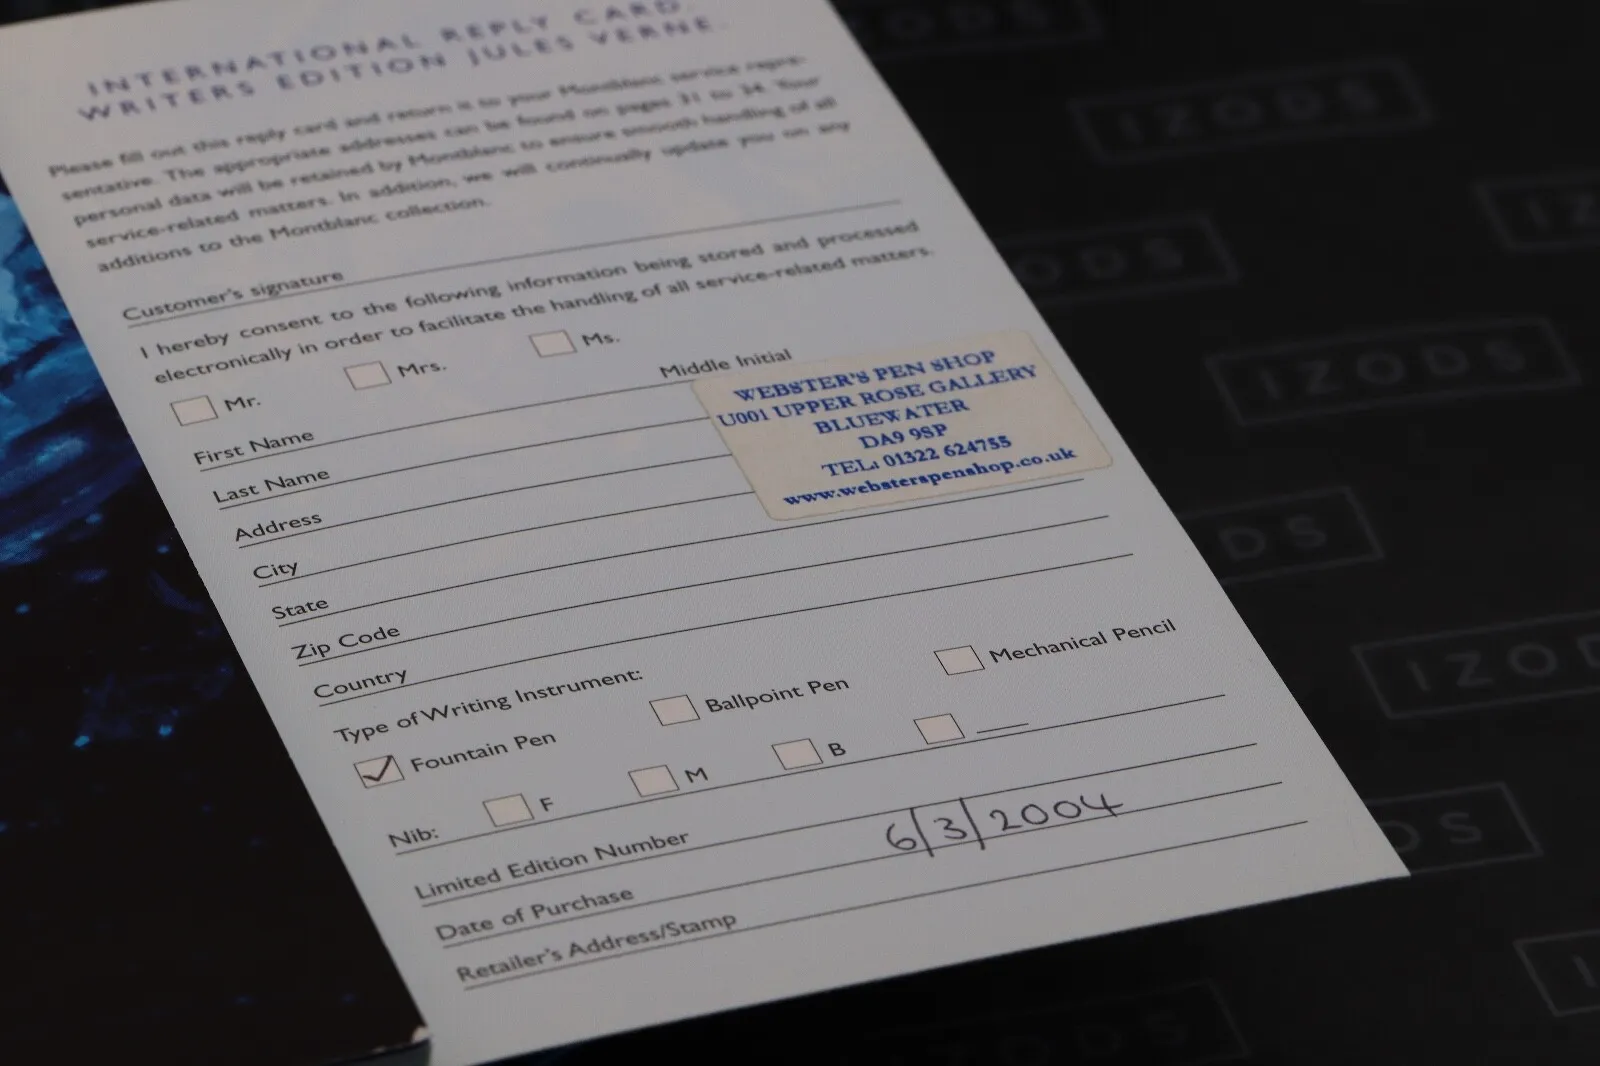 INTERNATIONAL REPLY CARD.
WRITERS EDITION JULES VERNE.
Please fill out this reply card and return it to your Montblanc service repre-
sentative. The appropriate addresses can be found on pages 31 to 34. Your
personal data will be retained by Montblanc to ensure smooth handling of all
service-related matters. In addition, we will continually update you on any
additions to the Montblanc collection.
Customer's signature
I hereby consent to the following information being stored and processed
electronically in order to facilitate the handling of all service-related matters.
Mr. Mrs. Ms.
First Name Middle Initial
Last Name
Address
City
State
Zip Code
Country
WEBSTER'S PEN SHOP
U001 UPPER ROSE GALLERY
BLUEWATER
DA9 9SP
TEL: 01322 624755
www.websterspenshop.co.uk
Type of Writing Instrument:
Fountain Pen Ballpoint Pen Mechanical Pencil
Nib: F M B
Limited Edition Number
Date of Purchase 6/3/2004
Retailer's Address/Stamp
IZODS
IZODS
IZODS
IZODS